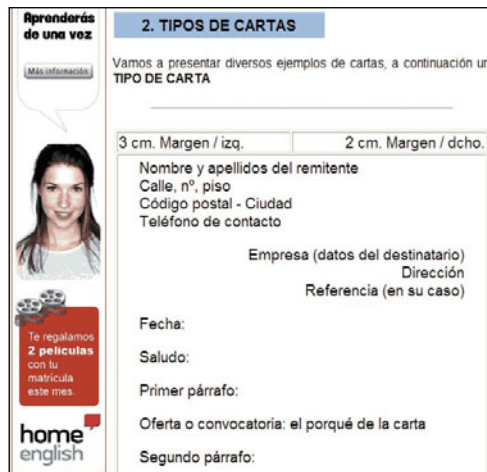 Aprenderás
de una vez
Más información
Te regalamos
2 películas
con tu
matrícula
este mes.
home
english
2. TIPOS DE CARTAS
Vamos a presentar diversos ejemplos de cartas, a continuación un
TIPO DE CARTA
3 cm. Margen / izq. 2 cm. Margen / dcho.
Nombre y apellidos del remitente
Calle, nº, piso
Código postal - Ciudad
Teléfono de contacto
Empresa (datos del destinatario)
Dirección
Referencia (en su caso)
Fecha:
Saludo:
Primer párrafo:
Oferta o convocatoria: el porqué de la carta
Segundo párrafo: